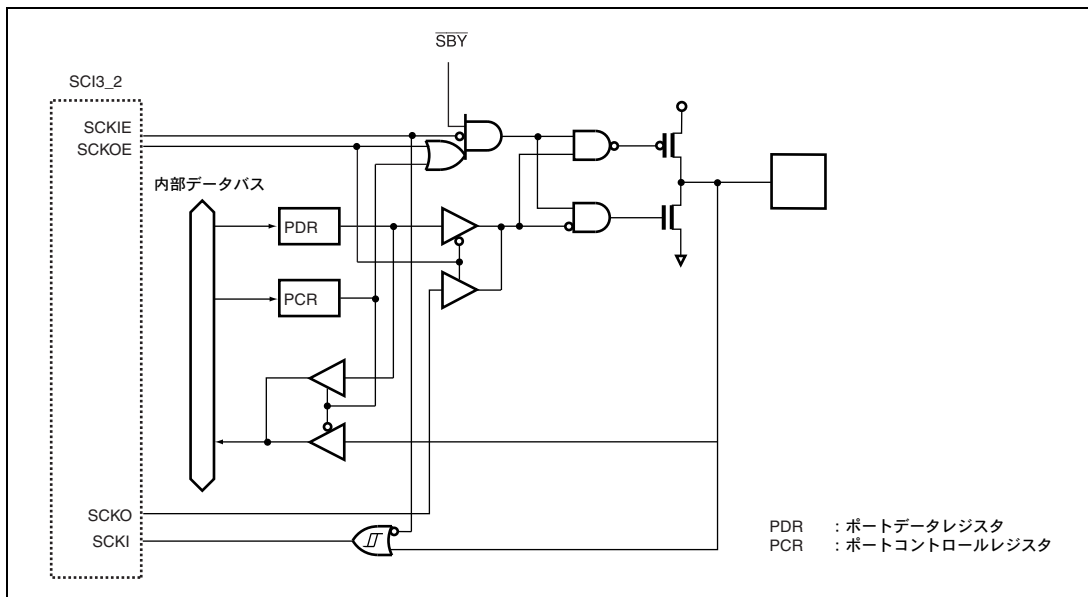 SBY
SCI3_2
SCKIE
SCKOE
内部データバス
PDR
PCR
SCKO
SCKI
PDR : ポートデータレジスタ
PCR : ポートコントロールレジスタ